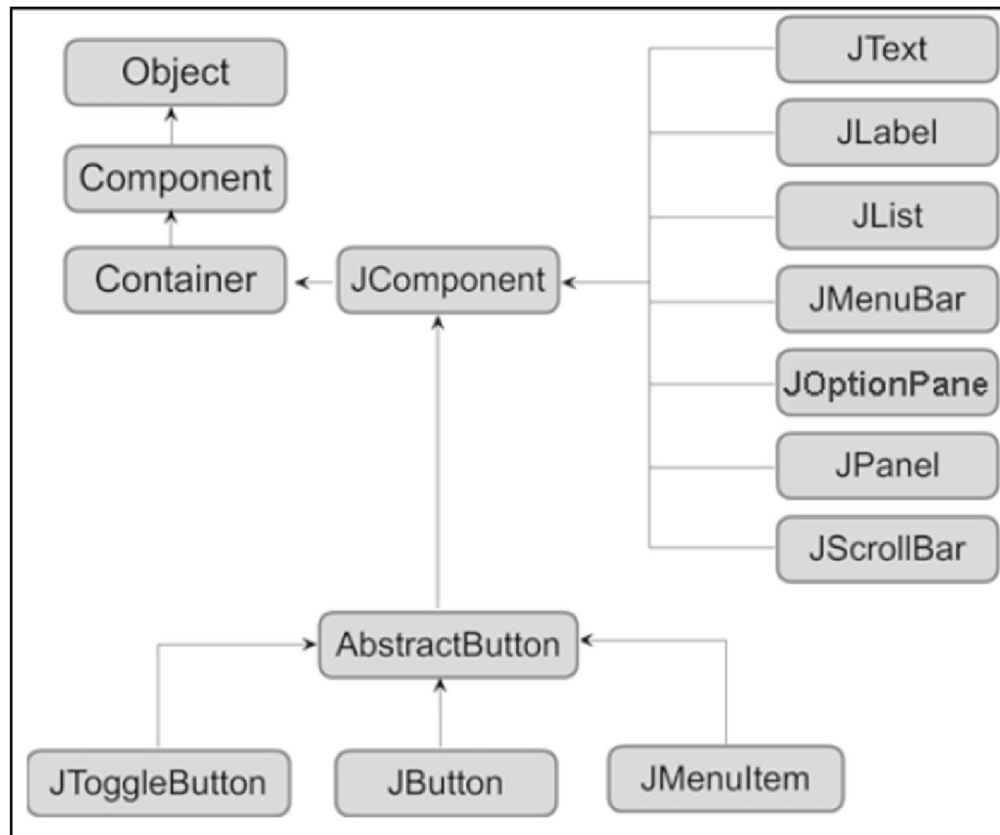 Object
Component
Container
JComponent
JText
JLabel
JList
JMenuBar
JOptionPane
JPanel
JScrollBar
AbstractButton
JToggleButton
JButton
JMenuItem